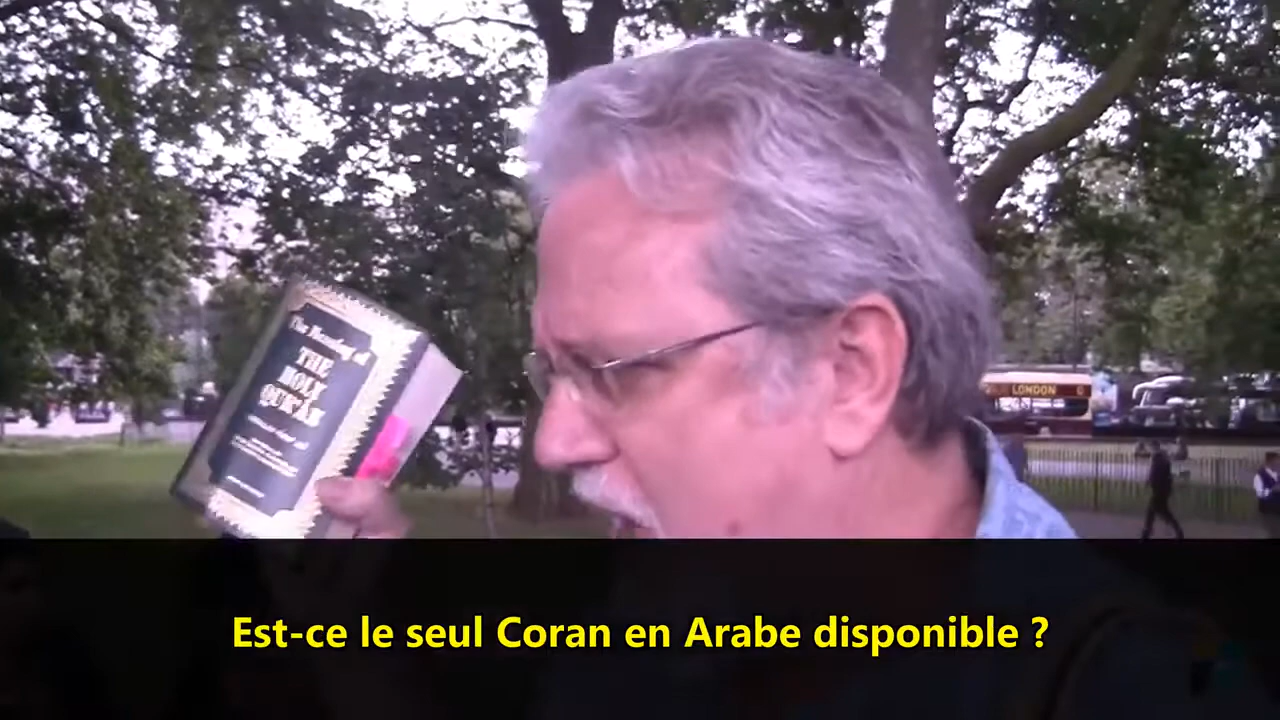 The Meaning of
THE
HOLY
QUR'AN
LONDON
Est-ce le seul Coran en Arabe disponible ?